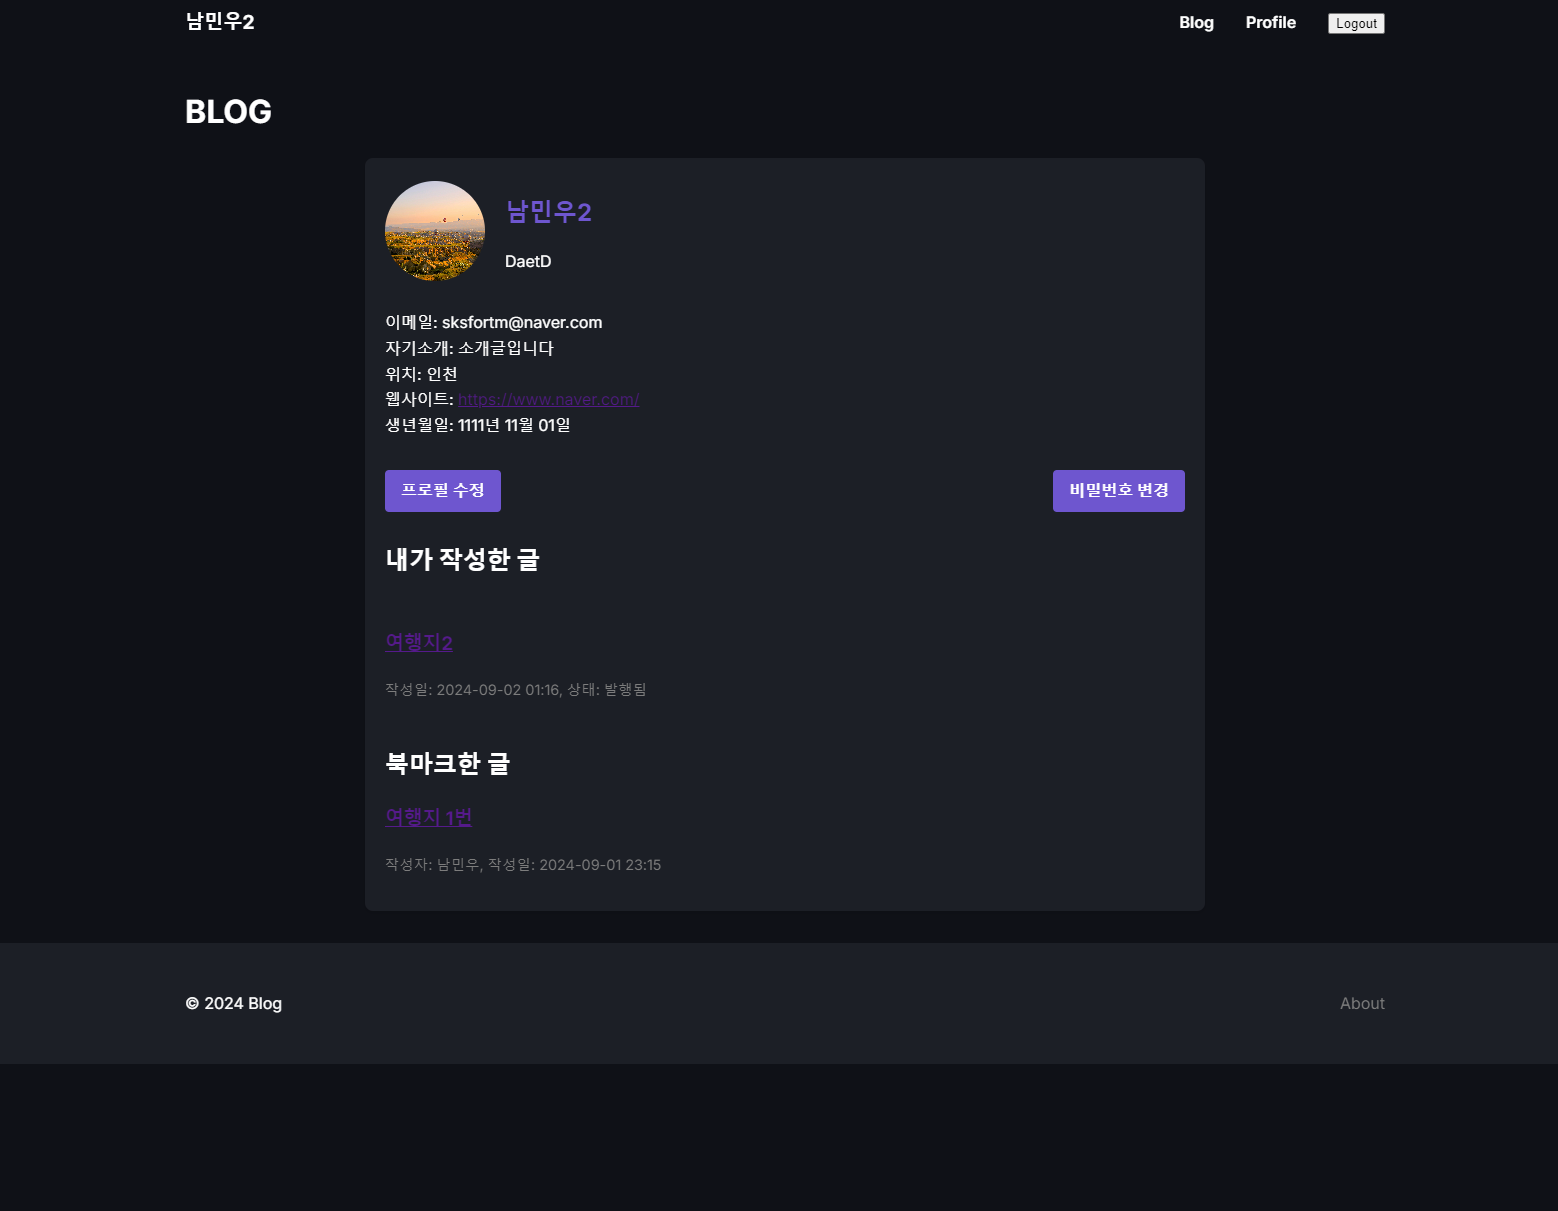 남민우2
Blog Profile Logout
BLOG
남민우2
DaetD
이메일: sksfortm@naver.com
자기소개: 소개글입니다
위치: 인천
웹사이트: https://www.naver.com/
생년월일: 1111년 11월 01일
프로필 수정 비밀번호 변경
내가 작성한 글
여행지2
작성일: 2024-09-02 01:16, 상태: 발행됨
북마크한 글
여행지 1번
작성자: 남민우, 작성일: 2024-09-01 23:15
© 2024 Blog About